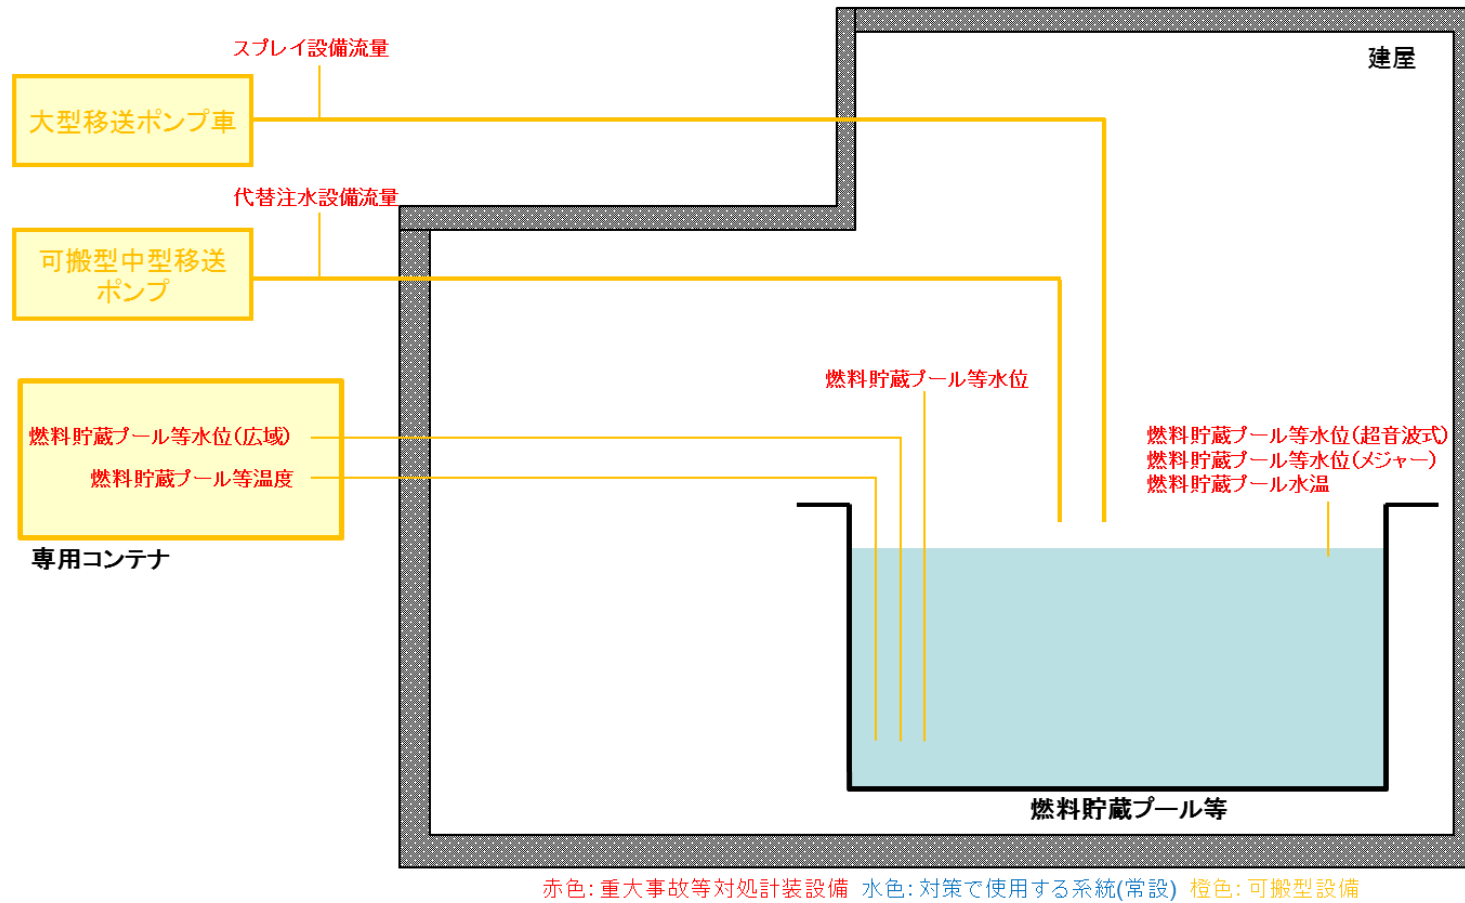 建屋
スプレイ設備流量
大型移送ポンプ車
代替注水設備流量
可搬型中型移送
ポンプ
燃料貯蔵プール等水位
燃料貯蔵プール等水位(広域)
燃料貯蔵プール等温度
専用コンテナ
燃料貯蔵プール等水位(超音波式)
燃料貯蔵プール等水位(メジャー)
燃料貯蔵プール水温
燃料貯蔵プール等
赤色:重大事故等対処計装設備 水色:対策で使用する系統(常設) 橙色:可搬型設備